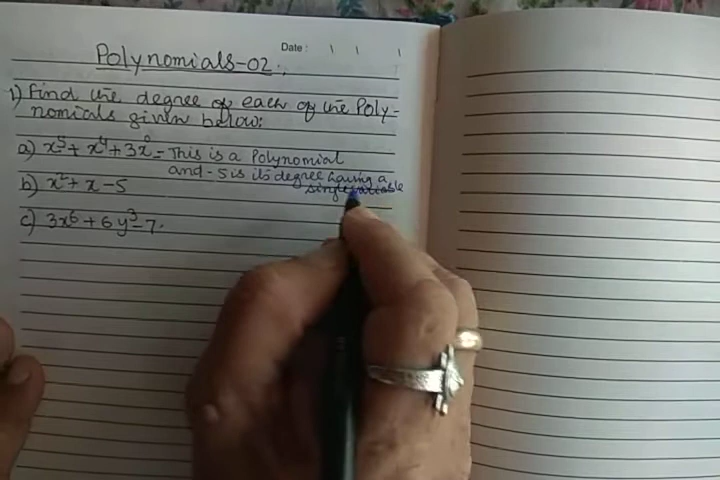 Date: \ \ \
Polynomials-02.
1) Find the degree of each of the Poly-
nomials given below:
a) x⁵ + x⁴ + 3x⁰ = This is a Polynomial
and - 5 is its degree having a
single variable
b) x² + x - 5
c) 3x⁶ + 6y³ - 7.